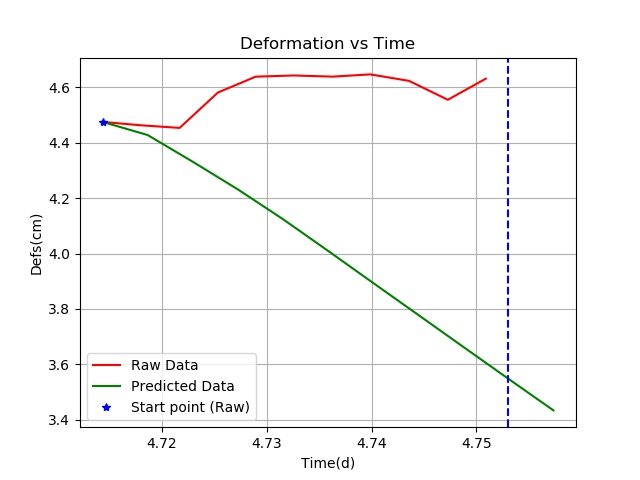 Deformation vs Time
Defs(cm)
4.6
4.4
4.2
4.0
3.8
3.6
3.4
Raw Data
Predicted Data
Start point (Raw)
4.72 4.73 4.74 4.75
Time(d)